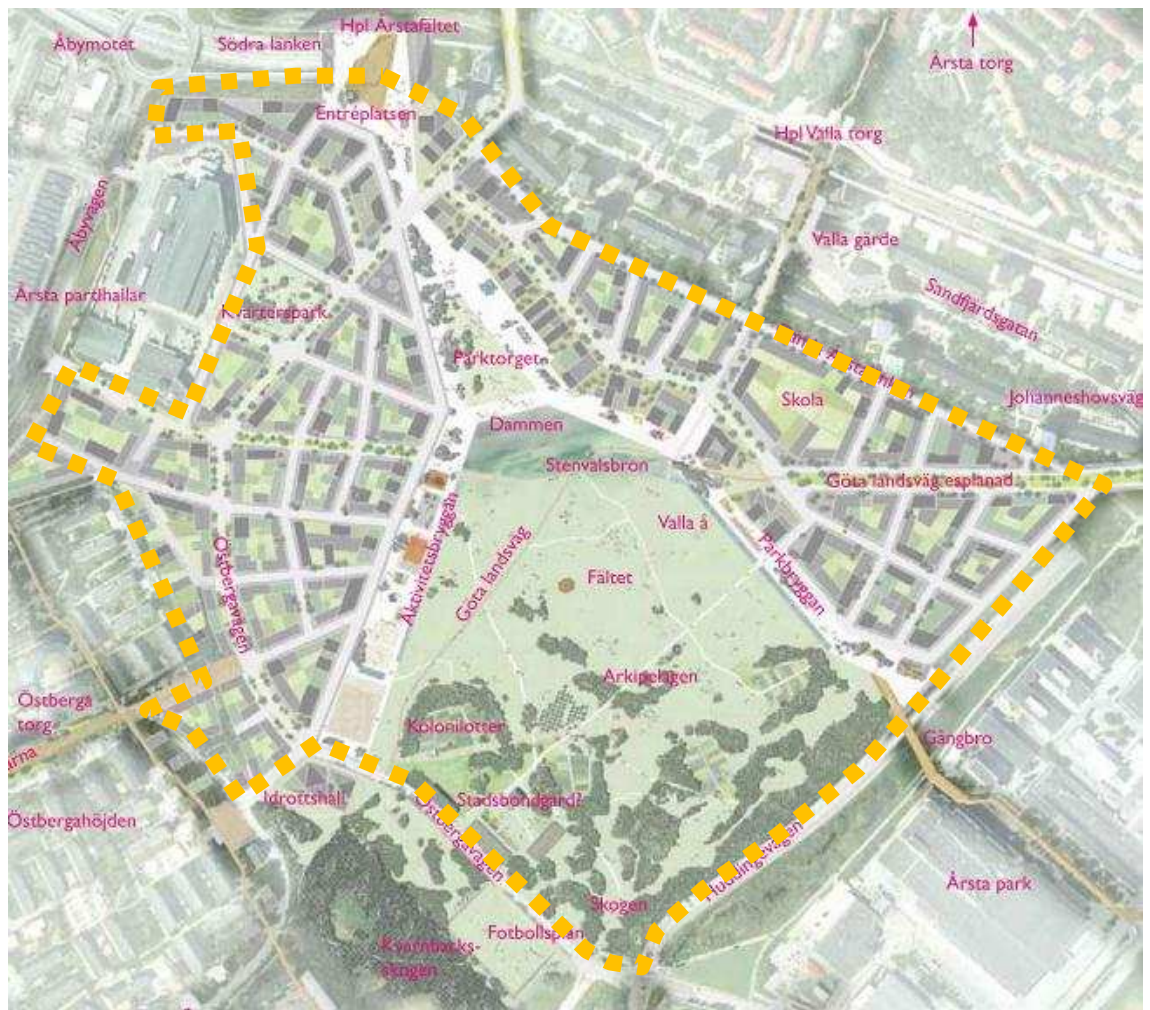 Hpl Årstafältet
Åbymotet
Södra länken
Årsta torg
Entréplatsen
Hpl Valla torg
Åbyvägen
Valla gärde
Årsta partihallar
Sandfjärdsgatan
Kvarterspark
Parktorget
Skola
Johanneshovsväg
Dammen
Stenvalsbron
Göta landsväg esplanad
Valla å
Aktivitetsbryggan
Göta landsväg
Parkbryggan
Fältet
Östbergavägen
Arkipelagen
Östberga
torg
Kolonilotter
Gångbro
ärna
Idrottshall
Stadsbondgård?
Östbergahöjden
Östbergavägen
Huddingevägen
Årsta park
Skogen
Fotbollsplan
Kvarnbacks-
skogen